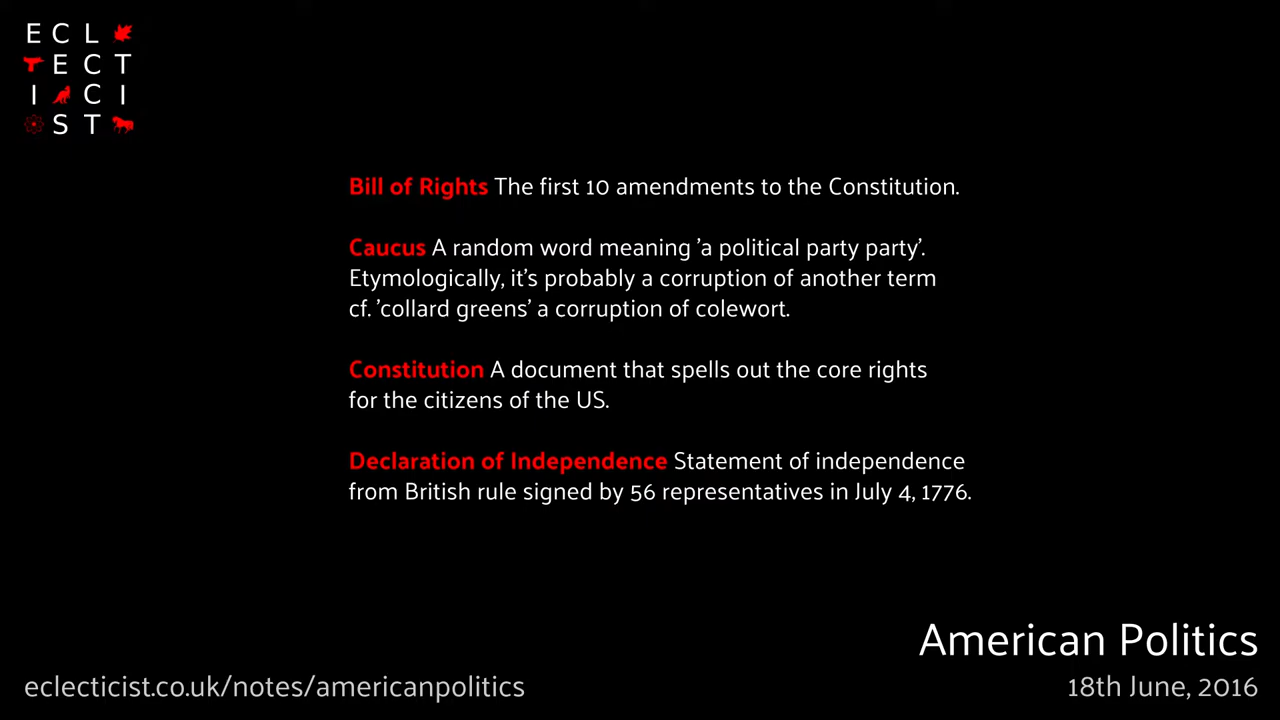 E C L
E C T
I C I
S T
Bill of Rights The first 10 amendments to the Constitution.
Caucus A random word meaning 'a political party party'.
Etymologically, it's probably a corruption of another term
cf. 'collard greens' a corruption of colewort.
Constitution A document that spells out the core rights
for the citizens of the US.
Declaration of Independence Statement of independence
from British rule signed by 56 representatives in July 4, 1776.
American Politics
eclecticist.co.uk/notes/americanpolitics
18th June, 2016